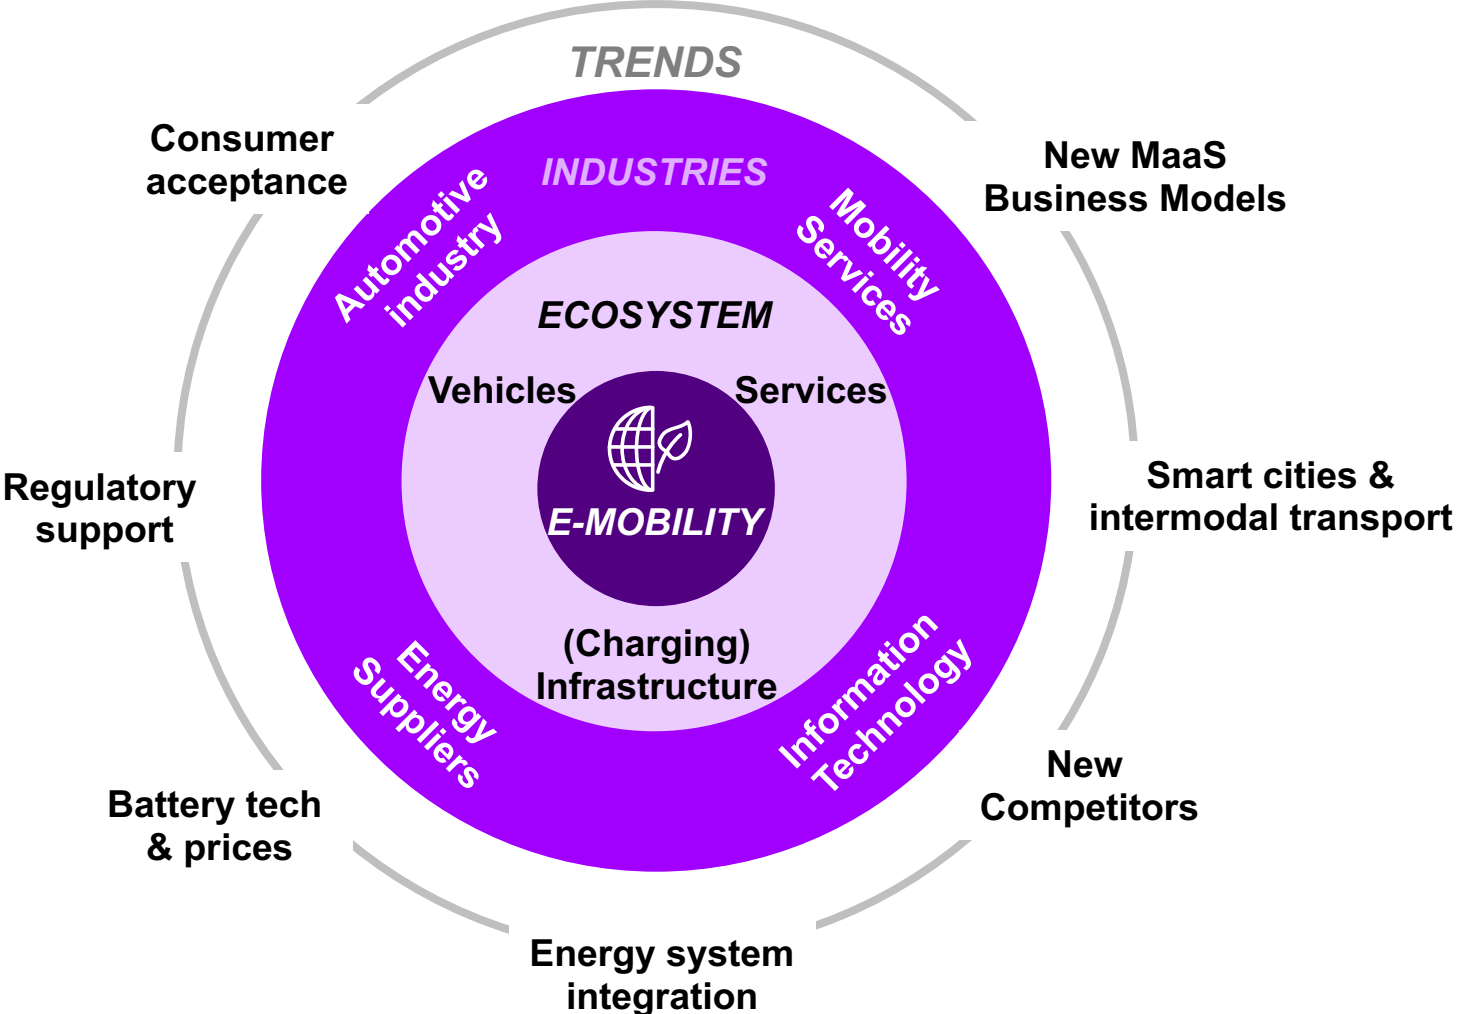 TRENDS
Consumer
acceptance
New MaaS
Business Models
INDUSTRIES
Automotive
industry
Mobility
Services
ECOSYSTEM
Vehicles
Services
E-MOBILITY
Regulatory
support
Smart cities &
intermodal transport
(Charging)
Infrastructure
Energy
Suppliers
Information
Technology
Battery tech
& prices
New
Competitors
Energy system
integration